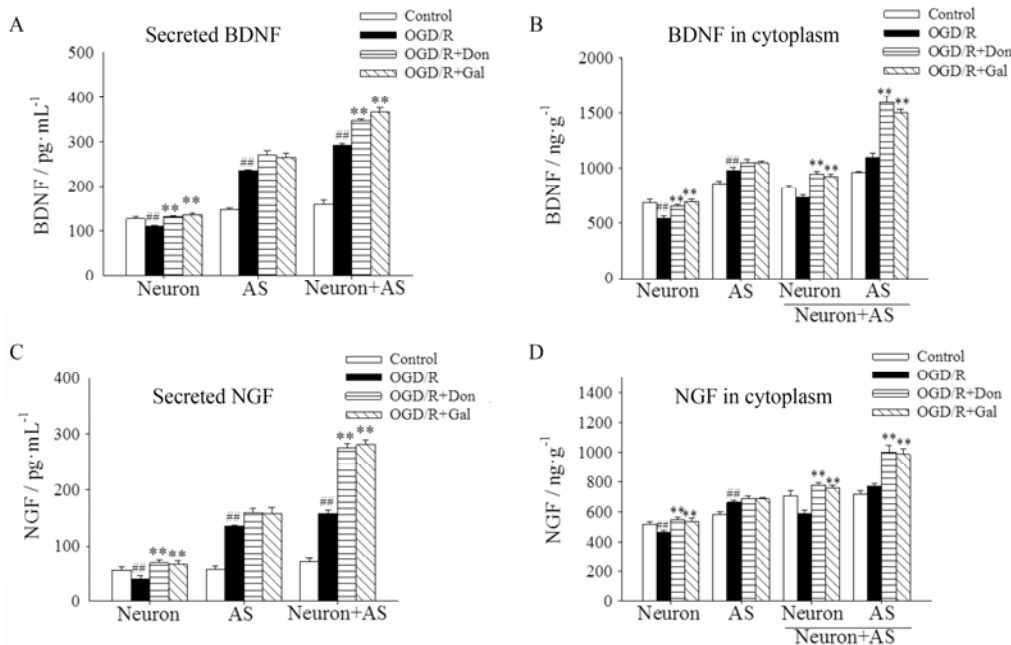 A
Secreted BDNF
Control
OGD/R
OGD/R+Don
OGD/R+Gal
BDNF / pg·mL⁻¹
500
400
300
200
100
0
## ** **
##
## ** **
Neuron AS Neuron+AS
B
BDNF in cytoplasm
Control
OGD/R
OGD/R+Don
OGD/R+Gal
BDNF / ng·g⁻¹
2000
1500
1000
500
0
## ** **
##
** **
** **
Neuron AS Neuron AS
Neuron+AS
C
Secreted NGF
Control
OGD/R
OGD/R+Don
OGD/R+Gal
NGF / pg·mL⁻¹
400
300
200
100
0
## ** **
##
## ** **
Neuron AS Neuron+AS
D
NGF in cytoplasm
Control
OGD/R
OGD/R+Don
OGD/R+Gal
NGF / ng·g⁻¹
1400
1200
1000
800
600
400
200
0
## ** **
##
** **
** **
Neuron AS Neuron AS
Neuron+AS